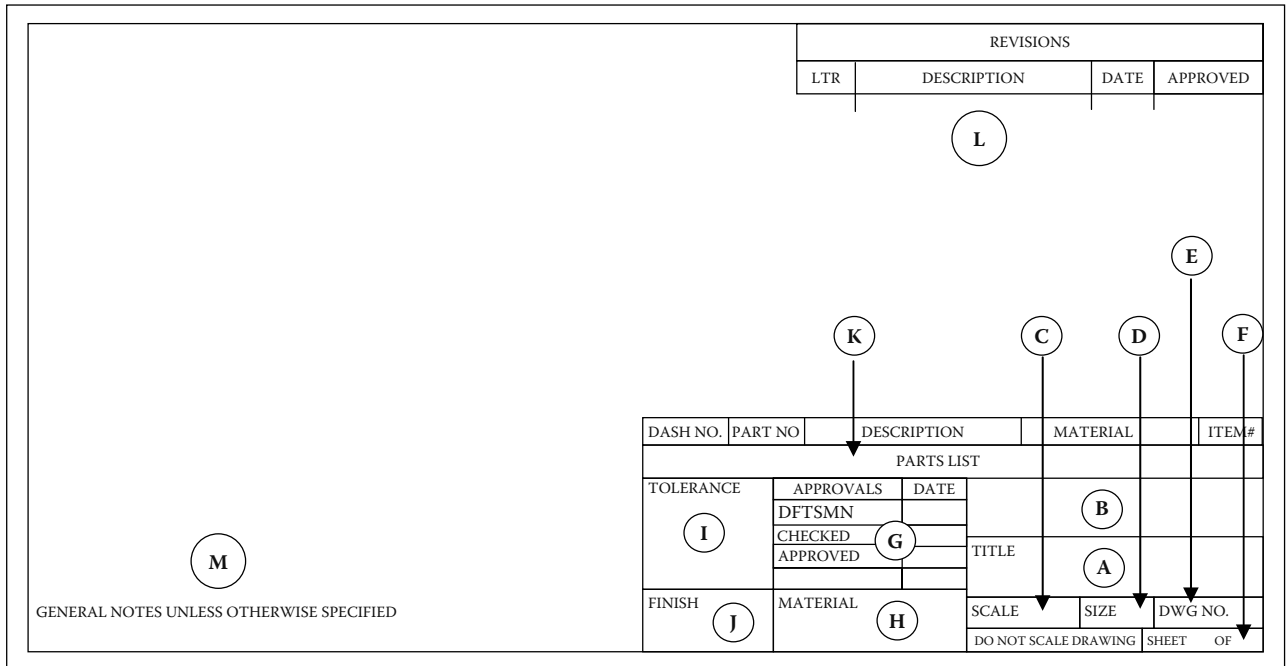 REVISIONS
LTR DESCRIPTION DATE APPROVED
L
E
K C D F
DASH NO. PART NO DESCRIPTION MATERIAL ITEM#
PARTS LIST
TOLERANCE APPROVALS DATE
I
DFTSMN
CHECKED
G
APPROVED
B
TITLE
A
M
GENERAL NOTES UNLESS OTHERWISE SPECIFIED
FINISH
J
MATERIAL
H
SCALE SIZE DWG NO.
DO NOT SCALE DRAWING SHEET OF